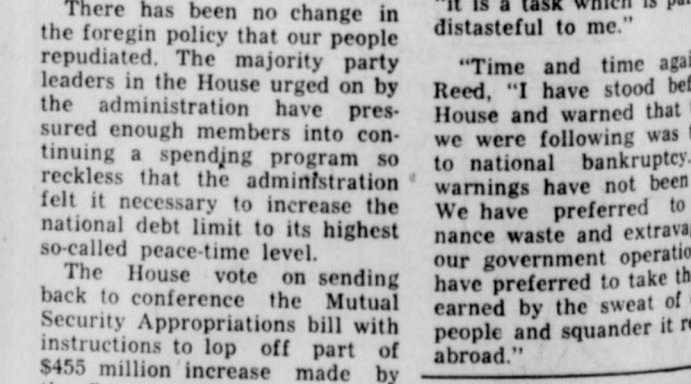 There has been no change in
the foregin policy that our people
repudiated. The majority party
leaders in the House urged on by
the administration have pres-
sured enough members into con-
tinuing a spending program so
reckless that the administration
felt it necessary to increase the
national debt limit to its highest
so-called peace-time level.
The House vote on sending
back to conference the Mutual
Security Appropriations bill with
instructions to lop off part of
$455 million increase made by
"It is a task which is
distasteful to me."
"Time and time
Reed, "I have stood
House and warned that
we were following was
to national bankruptcy.
warnings have not been
We have preferred to
nance waste and
our government
have preferred to take
earned by the sweat of
people and squander it
abroad."